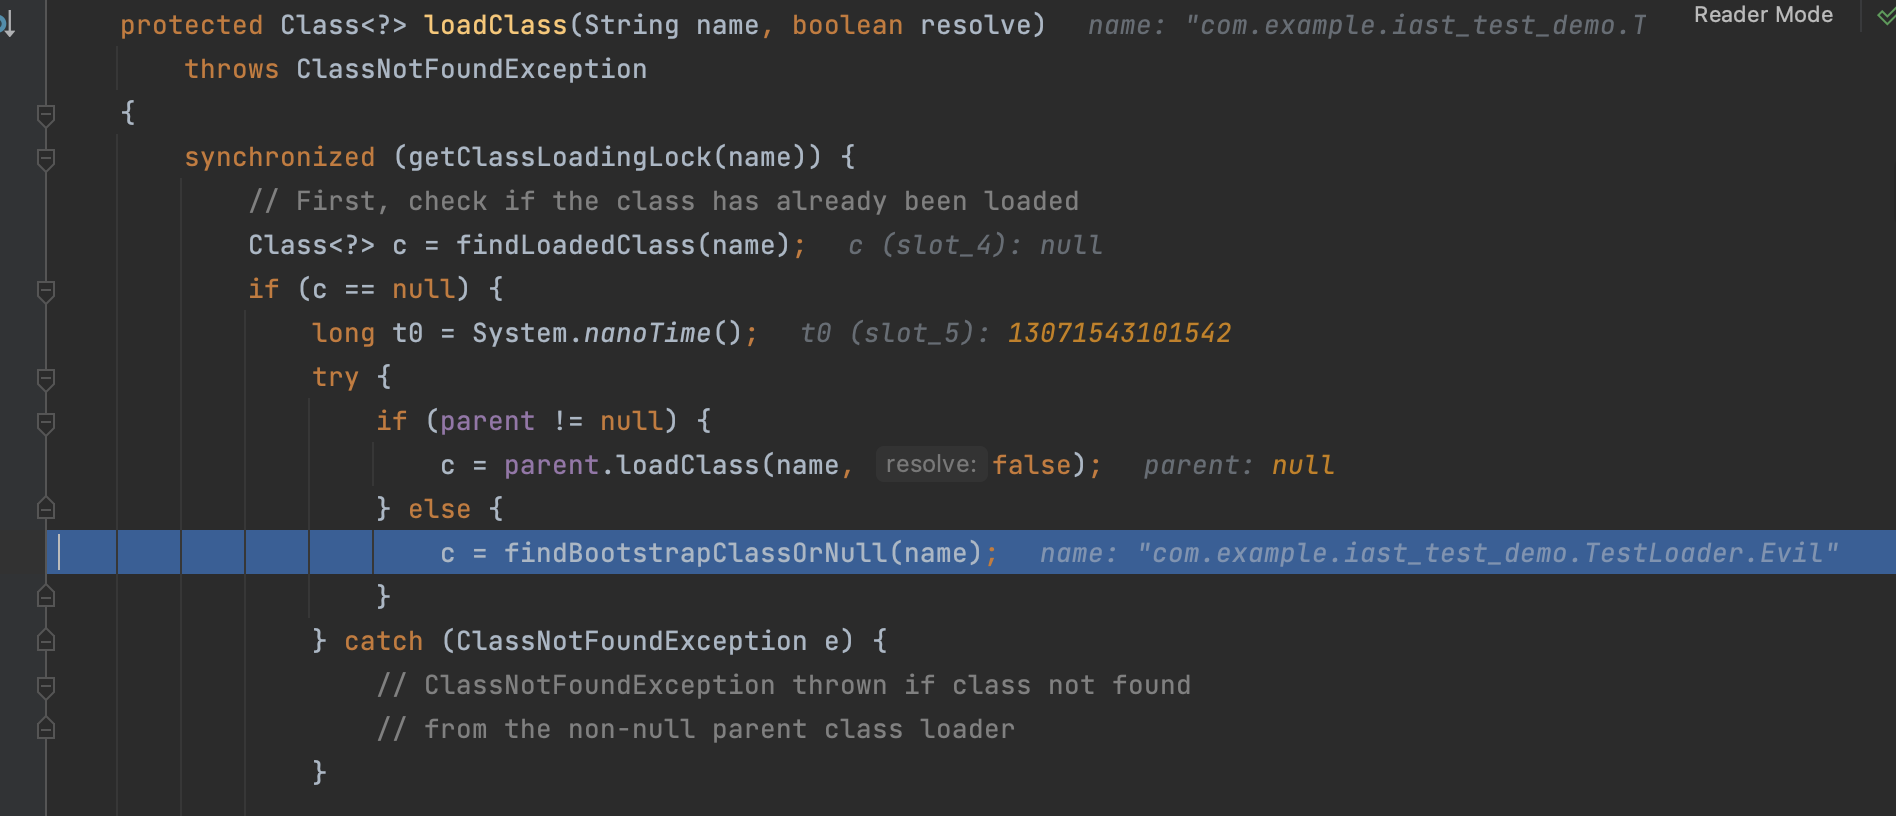 protected Class<?> loadClass(String name, boolean resolve)   name: "com.example.iast_test_demo.T   Reader Mode
    throws ClassNotFoundException
{
    synchronized (getClassLoadingLock(name)) {
        // First, check if the class has already been loaded
        Class<?> c = findLoadedClass(name);   c (slot_4): null
        if (c == null) {
            long t0 = System.nanoTime();   t0 (slot_5): 13071543101542
            try {
                if (parent != null) {
                    c = parent.loadClass(name, resolve: false);   parent: null
                } else {
                    c = findBootstrapClassOrNull(name);   name: "com.example.iast_test_demo.TestLoader.Evil"
                }
            } catch (ClassNotFoundException e) {
                // ClassNotFoundException thrown if class not found
                // from the non-null parent class loader
            }